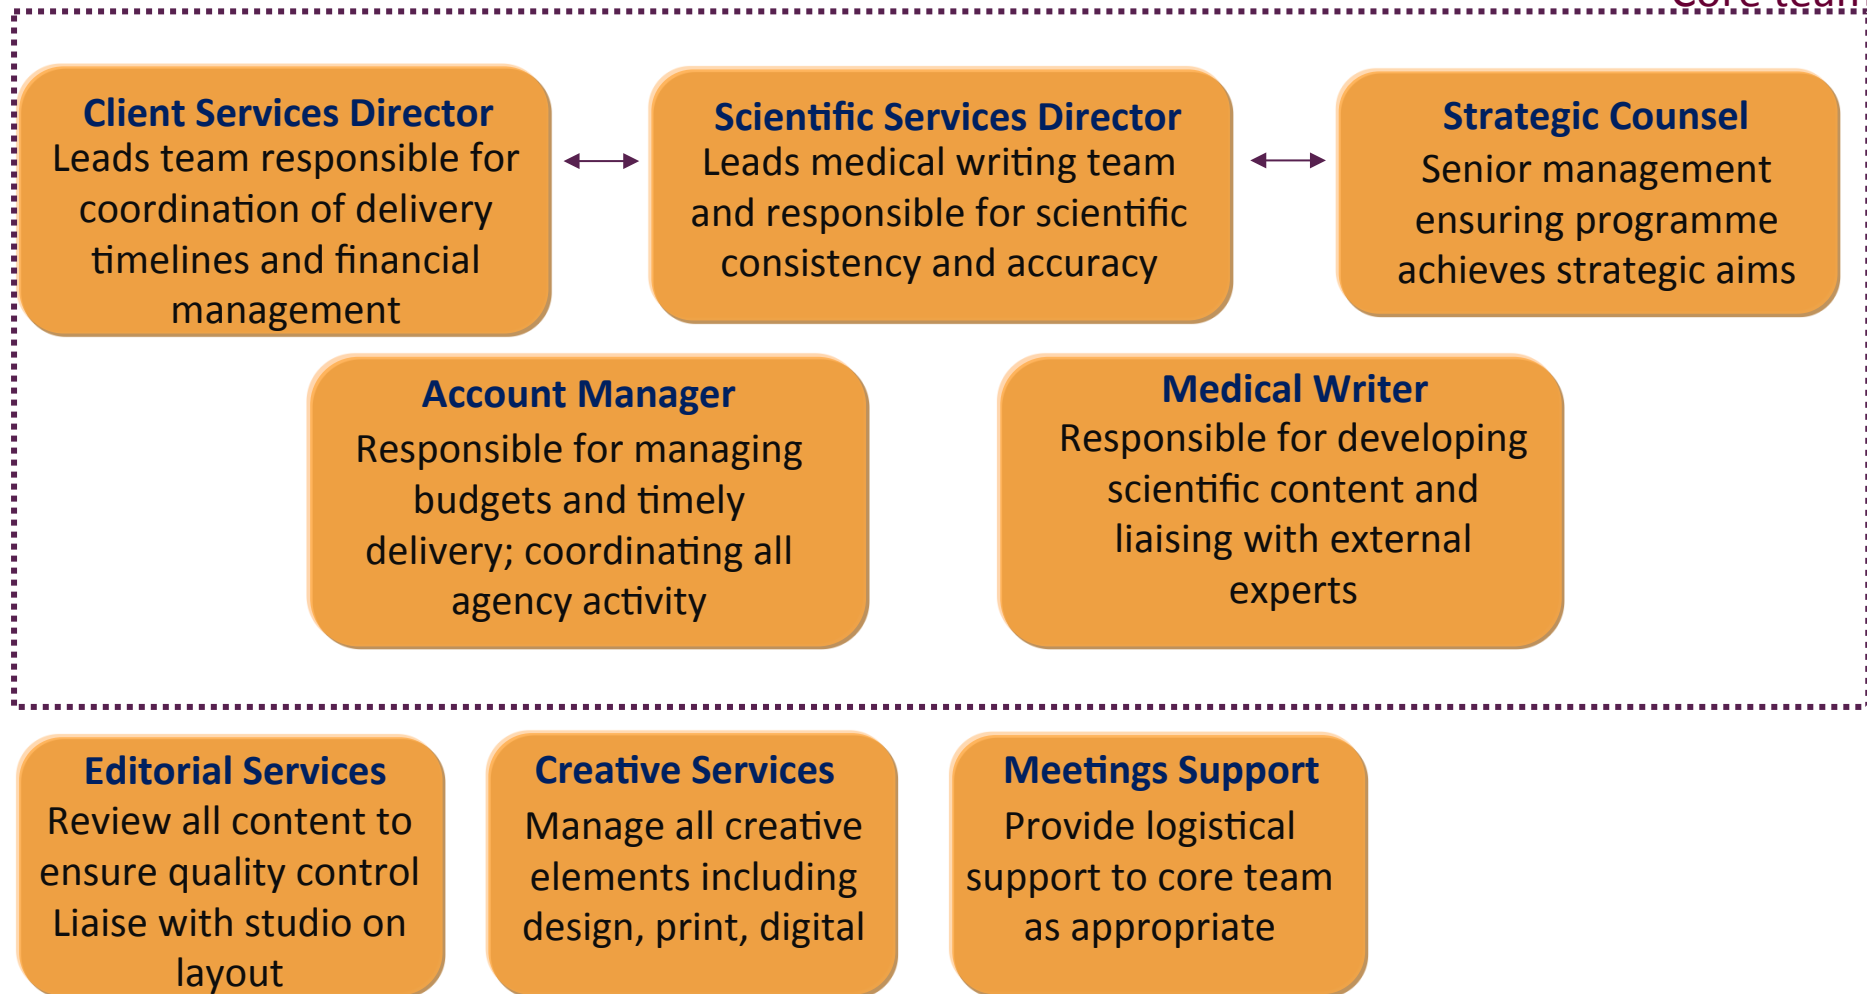 Core team
Client Services Director
Leads team responsible for
coordination of delivery
timelines and financial
management
Scientific Services Director
Leads medical writing team
and responsible for scientific
consistency and accuracy
Strategic Counsel
Senior management
ensuring programme
achieves strategic aims
Account Manager
Responsible for managing
budgets and timely
delivery; coordinating all
agency activity
Medical Writer
Responsible for developing
scientific content and
liaising with external
experts
Editorial Services
Review all content to
ensure quality control
Liaise with studio on
layout
Creative Services
Manage all creative
elements including
design, print, digital
Meetings Support
Provide logistical
support to core team
as appropriate